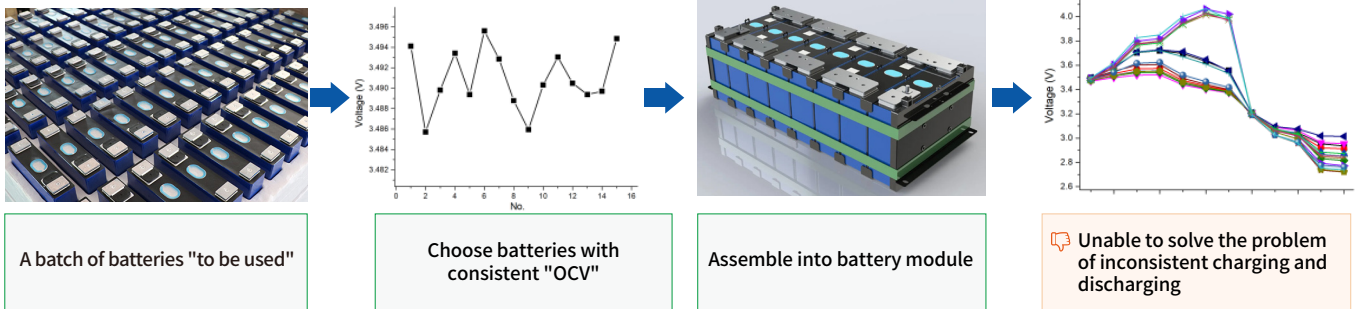 3.496
3.494
3.492
3.490
3.488
3.486
3.484
3.482
Voltage (V)
0 2 4 6 8 10 12 14 16
No.
4.0
3.8
3.6
3.4
3.2
3.0
2.8
2.6
Voltage (V)
A batch of batteries "to be used"
Choose batteries with
consistent "OCV"
Assemble into battery module
Unable to solve the problem
of inconsistent charging and
discharging